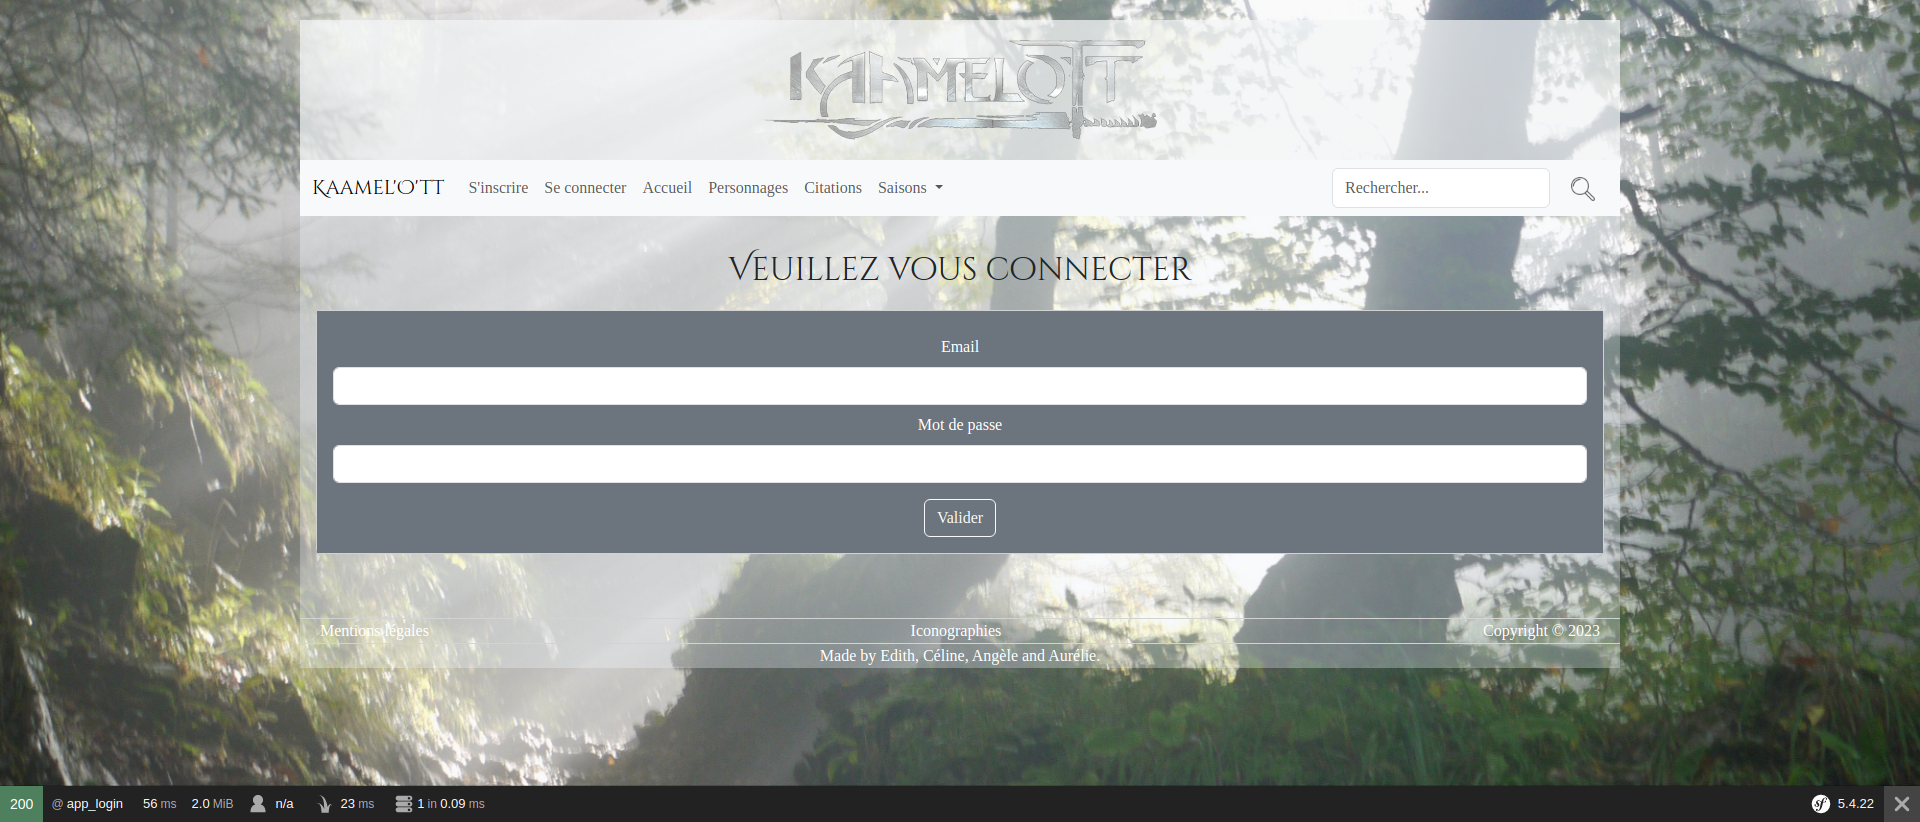 KAAMELOTT
KAAMEL'O'TT S'inscrire Se connecter Accueil Personnages Citations Saisons Rechercher...
Veuillez vous connecter
Email
Mot de passe
Valider
Mentions légales Iconographies Copyright © 2023
Made by Edith, Céline, Angèle and Aurélie.
200 @ app_login 56 ms 2.0 MiB n/a 23 ms 1 in 0.09 ms sf 5.4.22